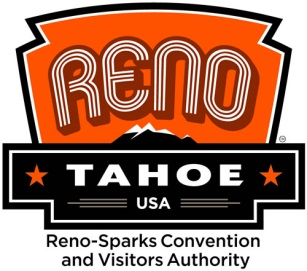 RENO
TAHOE
USA
Reno-Sparks Convention
and Visitors Authority